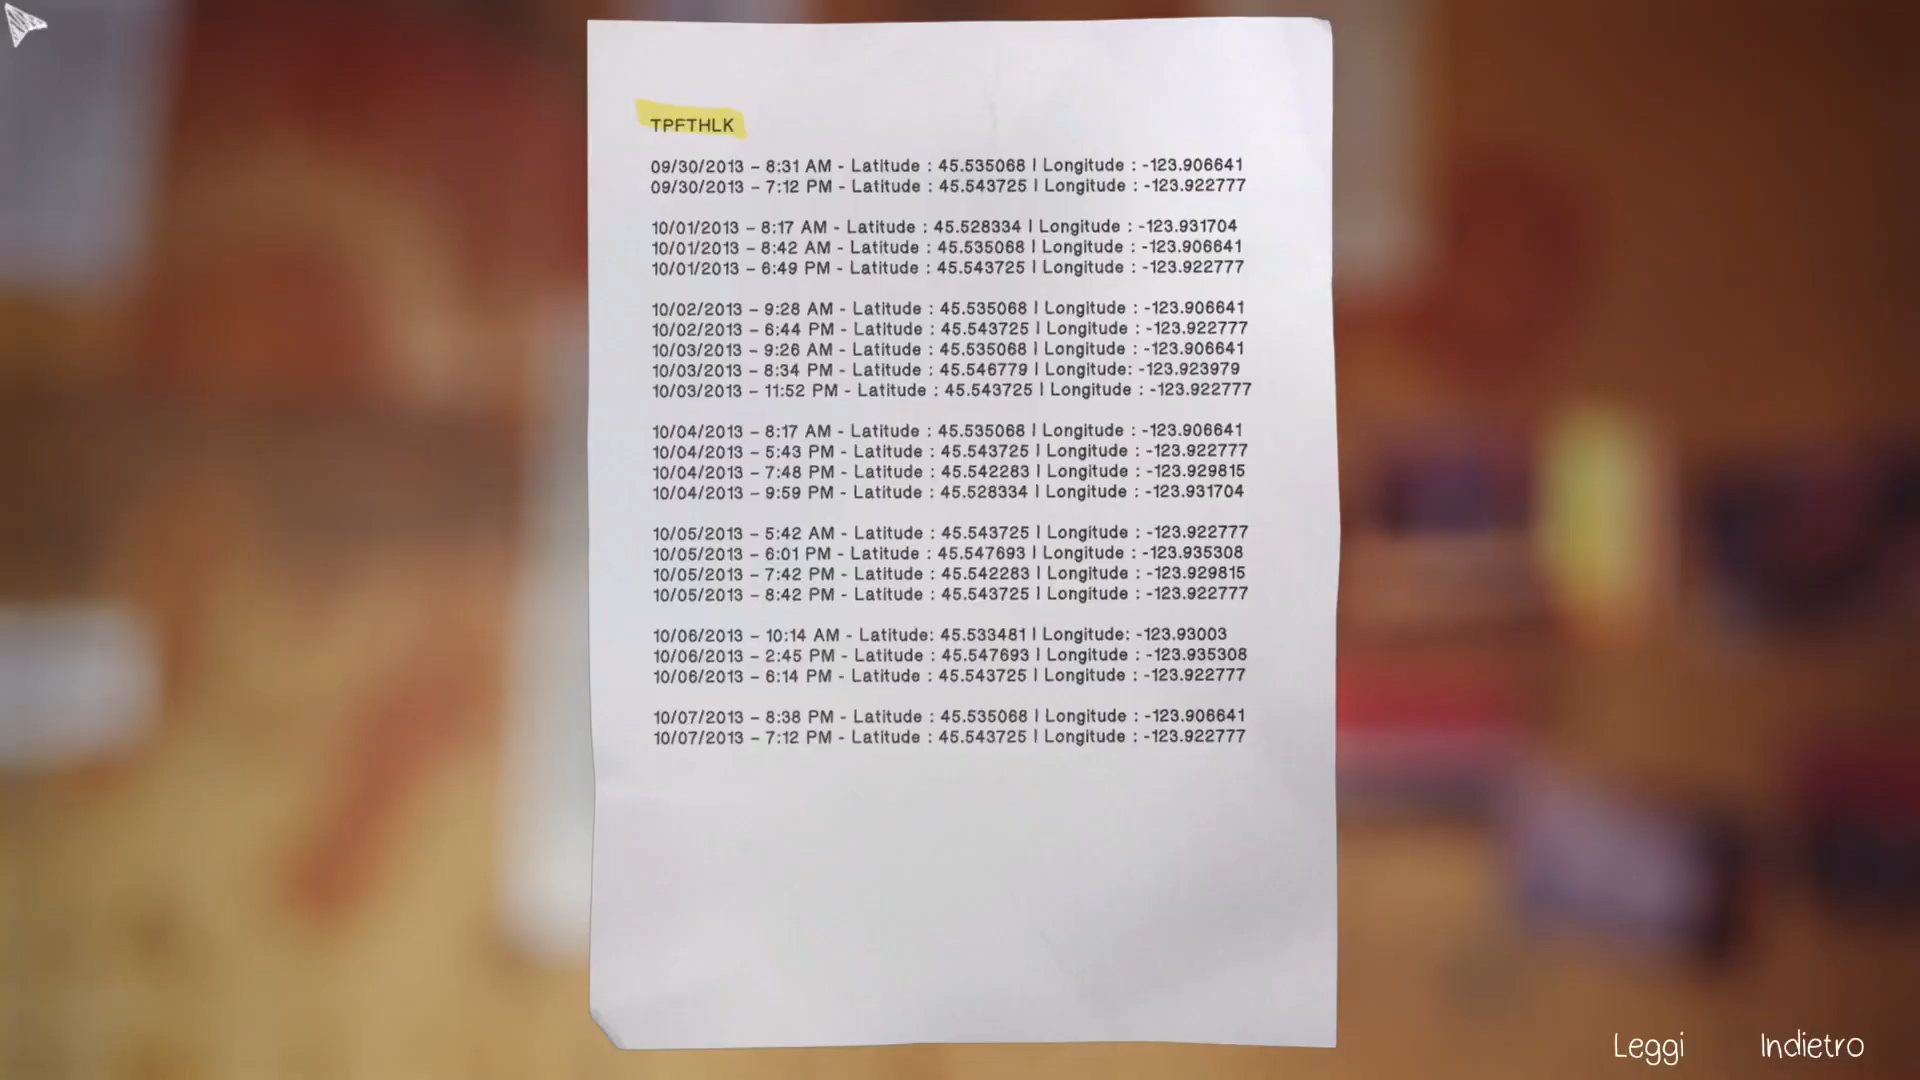 TPFTHLK
09/30/2013 – 8:31 AM - Latitude : 45.535068 | Longitude : -123.906641
09/30/2013 – 7:12 PM - Latitude : 45.543725 | Longitude : -123.922777
10/01/2013 – 8:17 AM - Latitude : 45.528334 | Longitude : -123.931704
10/01/2013 – 8:42 AM - Latitude : 45.535068 | Longitude : -123.906641
10/01/2013 – 6:49 PM - Latitude : 45.543725 | Longitude : -123.922777
10/02/2013 – 9:28 AM - Latitude : 45.535068 | Longitude : -123.906641
10/02/2013 – 6:44 PM - Latitude : 45.543725 | Longitude : -123.922777
10/03/2013 – 9:26 AM - Latitude : 45.535068 | Longitude : -123.906641
10/03/2013 – 8:34 PM - Latitude : 45.546779 | Longitude: -123.923979
10/03/2013 – 11:52 PM - Latitude : 45.543725 | Longitude : -123.922777
10/04/2013 – 8:17 AM - Latitude : 45.535068 | Longitude : -123.906641
10/04/2013 – 5:43 PM - Latitude : 45.543725 | Longitude : -123.922777
10/04/2013 – 7:48 PM - Latitude : 45.542283 | Longitude : -123.929815
10/04/2013 – 9:59 PM - Latitude : 45.528334 | Longitude : -123.931704
10/05/2013 – 5:42 AM - Latitude : 45.543725 | Longitude : -123.922777
10/05/2013 – 6:01 PM - Latitude : 45.547693 | Longitude : -123.935308
10/05/2013 – 7:42 PM - Latitude : 45.542283 | Longitude : -123.929815
10/05/2013 – 8:42 PM - Latitude : 45.543725 | Longitude : -123.922777
10/06/2013 – 10:14 AM - Latitude: 45.533481 | Longitude: -123.93003
10/06/2013 – 2:45 PM - Latitude : 45.547693 | Longitude : -123.935308
10/06/2013 – 6:14 PM - Latitude : 45.543725 | Longitude : -123.922777
10/07/2013 – 8:38 PM - Latitude : 45.535068 | Longitude : -123.906641
10/07/2013 – 7:12 PM - Latitude : 45.543725 | Longitude : -123.922777
Leggi Indietro